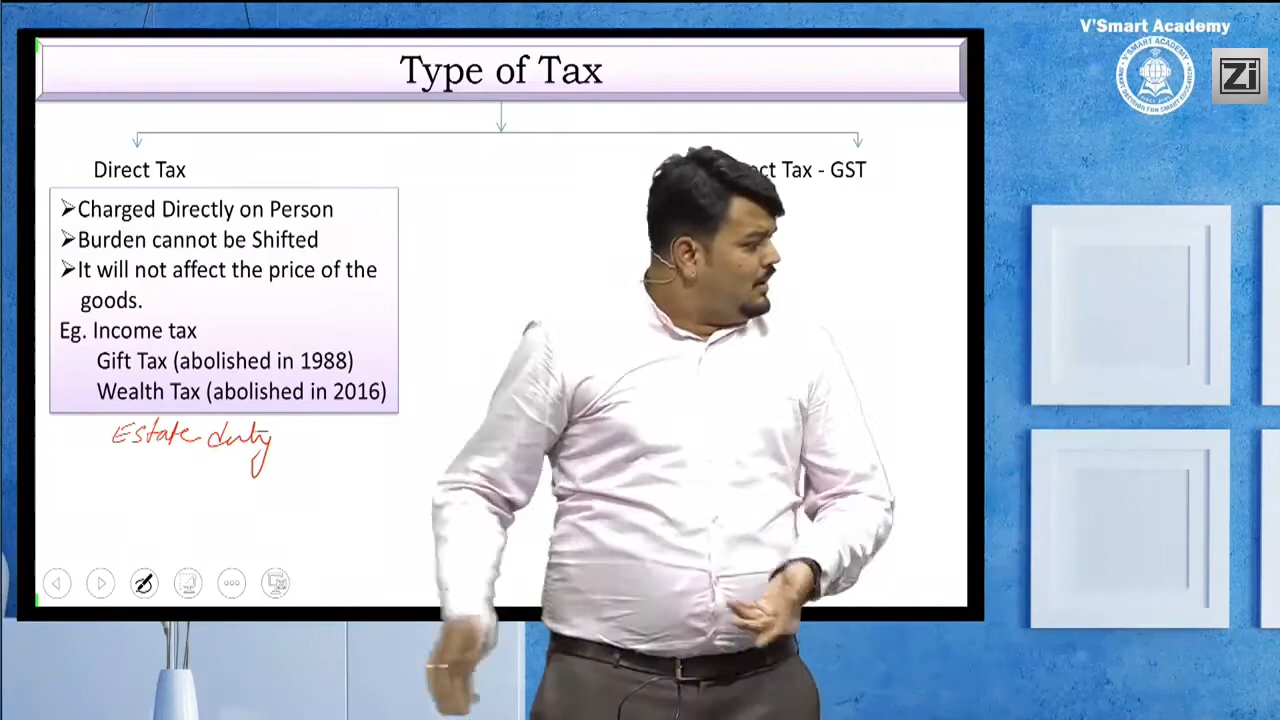 V'Smart Academy
Zi
Type of Tax
Direct Tax
ct Tax - GST
➢Charged Directly on Person
➢Burden cannot be Shifted
➢It will not affect the price of the
goods.
Eg. Income tax
Gift Tax (abolished in 1988)
Wealth Tax (abolished in 2016)
Estate duty